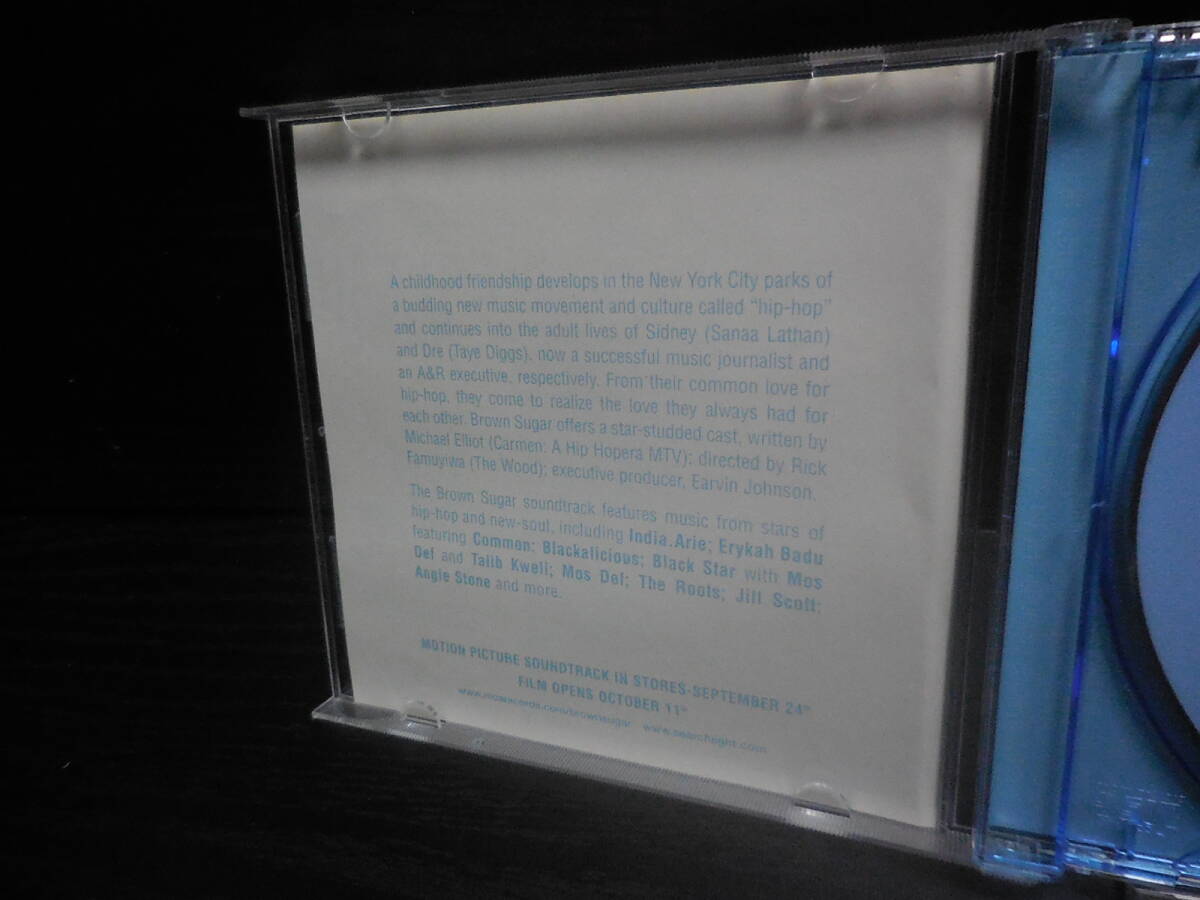 A childhood friendship develops in the New York City parks of
a budding new music movement and culture called "hip-hop"
and continues into the adult lives of Sidney (Sanaa Lathan)
and Dre (Taye Diggs), now a successful music journalist and
an A&R executive, respectively. From their common love for
hip-hop, they come to realize the love they always had for
each other. Brown Sugar offers a star-studded cast, written by
Michael Elliot (Carmen: A Hip Hopera MTV); directed by Rick
Famuyiwa (The Wood); executive producer, Earvin Johnson.
The Brown Sugar soundtrack features music from stars of
hip-hop and new-soul, including India.Arie; Erykah Badu
featuring Common; Blackalicious; Black Star with Mos
Def and Talib Kweli; Mos Def; The Roots; Jill Scott;
Angie Stone and more.
MOTION PICTURE SOUNDTRACK IN STORES-SEPTEMBER 24th
FILM OPENS OCTOBER 11th
www.mcarecords.com/brownsugar www.searchlight.com